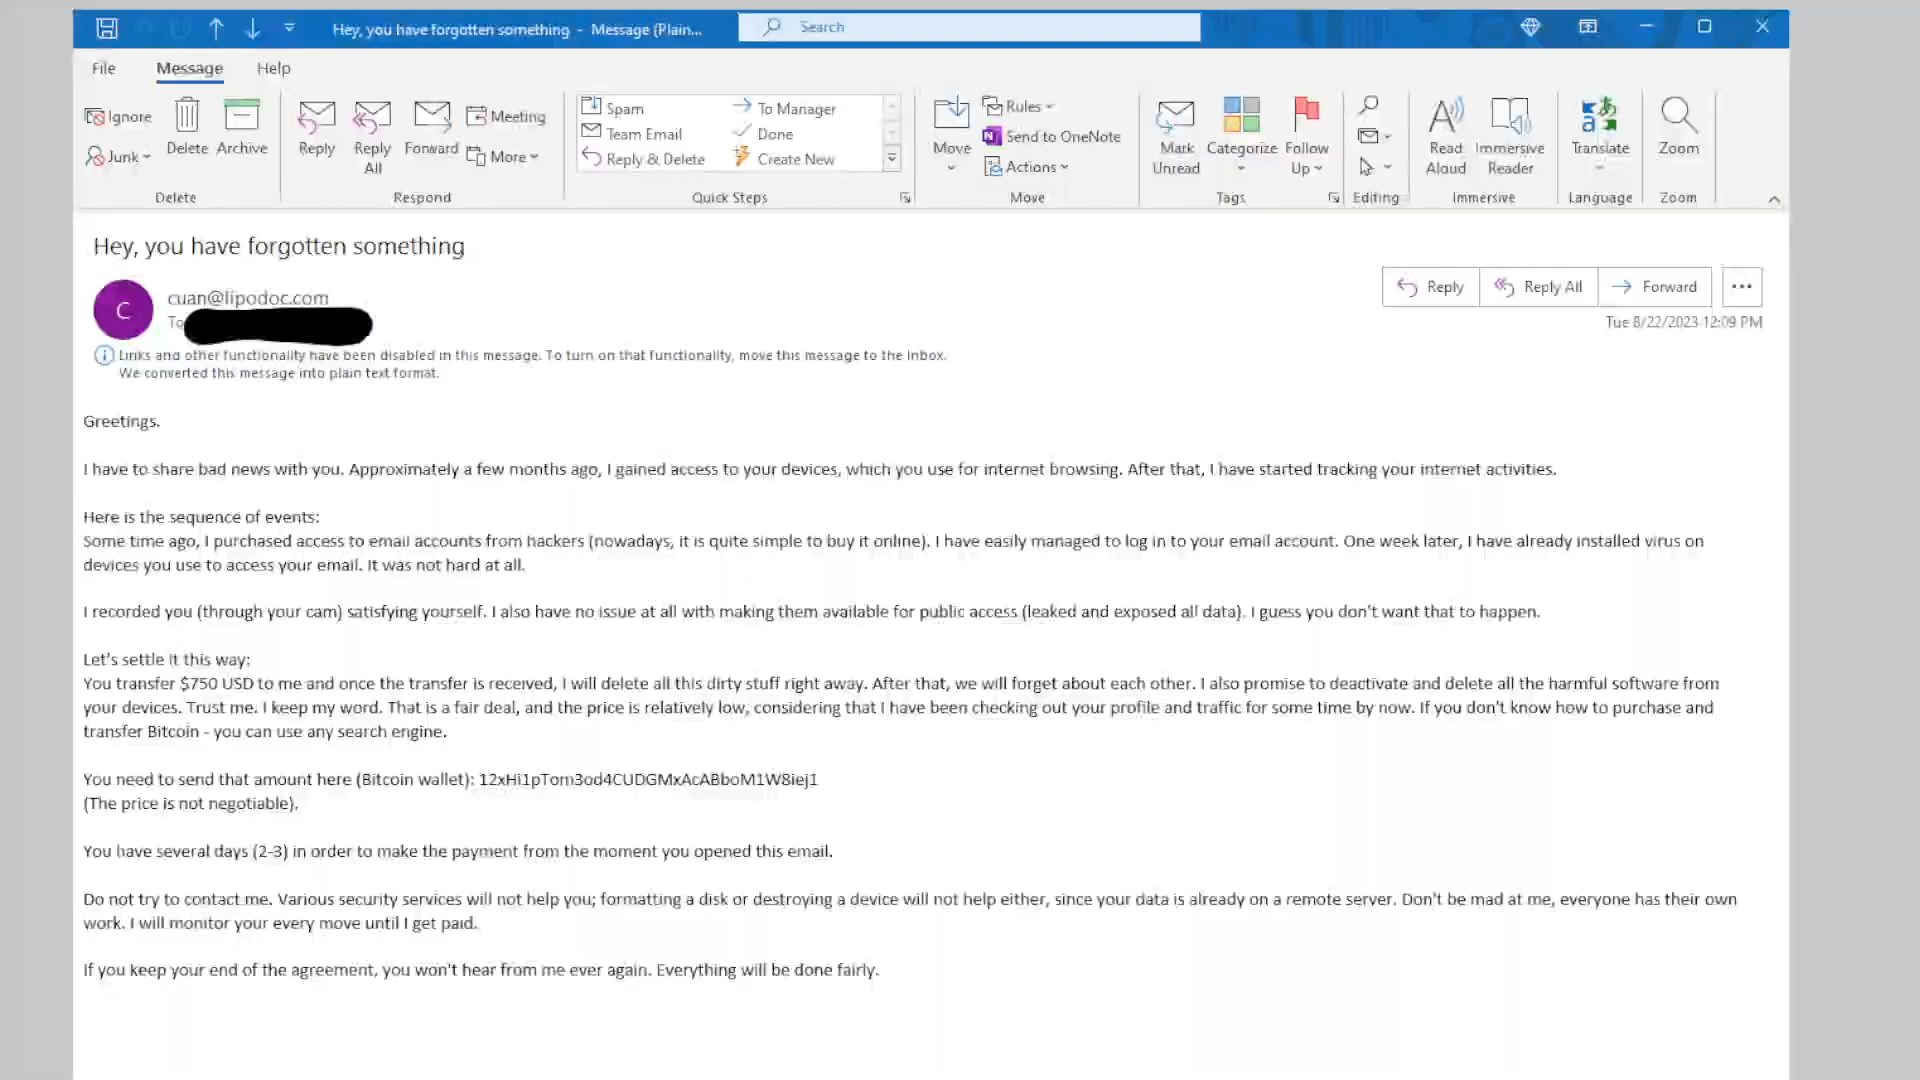 Hey, you have forgotten something - Message (Plain...
Search
File Message Help
Ignore
Junk
Delete
Archive
Delete
Reply
Reply All
Forward
Meeting
More
Respond
Spam
To Manager
Team Email
Done
Reply & Delete
Create New
Quick Steps
Move
Rules
Send to OneNote
Actions
Move
Mark Unread
Categorize
Follow Up
Tags
Editing
Read Aloud
Immersive Reader
Immersive
Translate
Language
Zoom
Zoom
Hey, you have forgotten something
C
cuan@lipodoc.com
To
Reply Reply All Forward
Tue 8/22/2023 12:09 PM
Links and other functionality have been disabled in this message. To turn on that functionality, move this message to the Inbox.
We converted this message into plain text format.
Greetings.
I have to share bad news with you. Approximately a few months ago, I gained access to your devices, which you use for internet browsing. After that, I have started tracking your internet activities.
Here is the sequence of events:
Some time ago, I purchased access to email accounts from hackers (nowadays, it is quite simple to buy it online). I have easily managed to log in to your email account. One week later, I have already installed virus on
devices you use to access your email. It was not hard at all.
I recorded you (through your cam) satisfying yourself. I also have no issue at all with making them available for public access (leaked and exposed all data). I guess you don't want that to happen.
Let's settle it this way:
You transfer $750 USD to me and once the transfer is received, I will delete all this dirty stuff right away. After that, we will forget about each other. I also promise to deactivate and delete all the harmful software from
your devices. Trust me. I keep my word. That is a fair deal, and the price is relatively low, considering that I have been checking out your profile and traffic for some time by now. If you don't know how to purchase and
transfer Bitcoin - you can use any search engine.
You need to send that amount here (Bitcoin wallet): 12xHi1pTom3od4CUDGMxAcABboM1W8iej1
(The price is not negotiable).
You have several days (2-3) in order to make the payment from the moment you opened this email.
Do not try to contact me. Various security services will not help you; formatting a disk or destroying a device will not help either, since your data is already on a remote server. Don't be mad at me, everyone has their own
work. I will monitor your every move until I get paid.
If you keep your end of the agreement, you won't hear from me ever again. Everything will be done fairly.